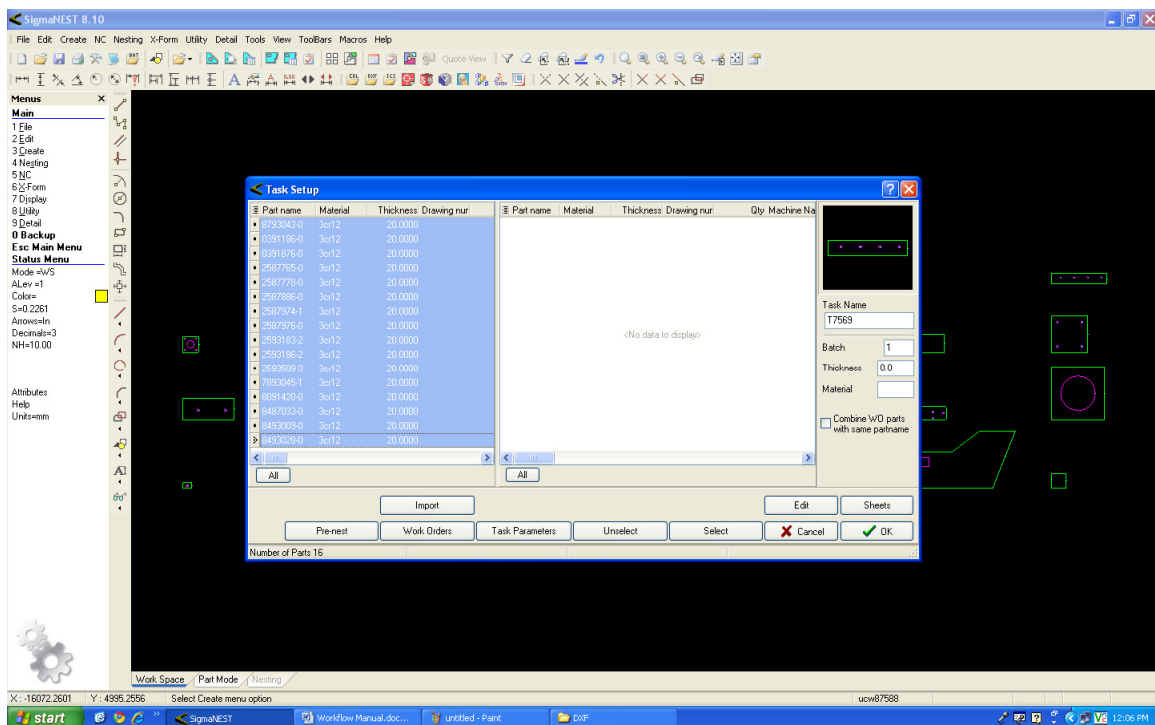 SigmaNEST 8.10
File Edit Create NC Nesting X-Form Utility Detail Tools View ToolBars Macros Help
Quote View
Menus
Main
1 File
2 Edit
3 Create
4 Nesting
5 NC
6 X-Form
7 Display
8 Utility
9 Detail
0 Backup
Esc Main Menu
Status Menu
Mode =WS
ALev =1
Color=
S=0.2261
Arrows=In
Decimals=3
NH=10.00
Attributes
Help
Units=mm
Task Setup
Part name Material Thickness Drawing nur
8793043-0 3cr12 20.0000
0391186-0 3cr12 20.0000
0391876-0 3cr12 20.0000
2587765-0 3cr12 20.0000
2587778-0 3cr12 20.0000
2587886-0 3cr12 20.0000
2587974-1 3cr12 20.0000
2587976-0 3cr12 20.0000
2593183-2 3cr12 20.0000
2593186-2 3cr12 20.0000
2593509-0 3cr12 20.0000
7893045-1 3cr12 20.0000
8091420-0 3cr12 20.0000
8487033-0 3cr12 20.0000
8493009-0 3cr12 20.0000
8493028-0 3cr12 20.0000
All
Part name Material Thickness Drawing nur Qty Machine Na
<No data to display>
All
Task Name
T7569
Batch 1
Thickness 0.0
Material
Combine WO parts
with same partname
Import Edit Sheets
Pre-nest Work Orders Task Parameters Unselect Select Cancel OK
Number of Parts 16
Work Space Part Mode Nesting
X: -16072.2601 Y: 4995.2556 Select Create menu option ucw87588
start SigmaNEST Workflow Manual.doc... untitled - Paint DXF 12:06 PM